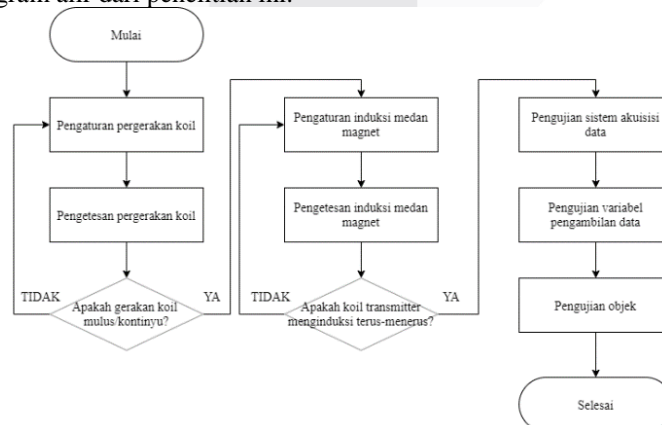 diagram alir dari penelitian ini.
Mulai
Pengaturan pergerakan koil
Pengetesan pergerakan koil
TIDAK
YA
Apakah gerakan koil
mulus/kontinyu?
Pengaturan induksi medan
magnet
Pengetesan induksi medan
magnet
TIDAK
YA
Apakah koil transmitter
menginduksi terus-menerus?
Pengujian sistem akuisisi
data
Pengujian variabel
pengambilan data
Pengujian objek
Selesai